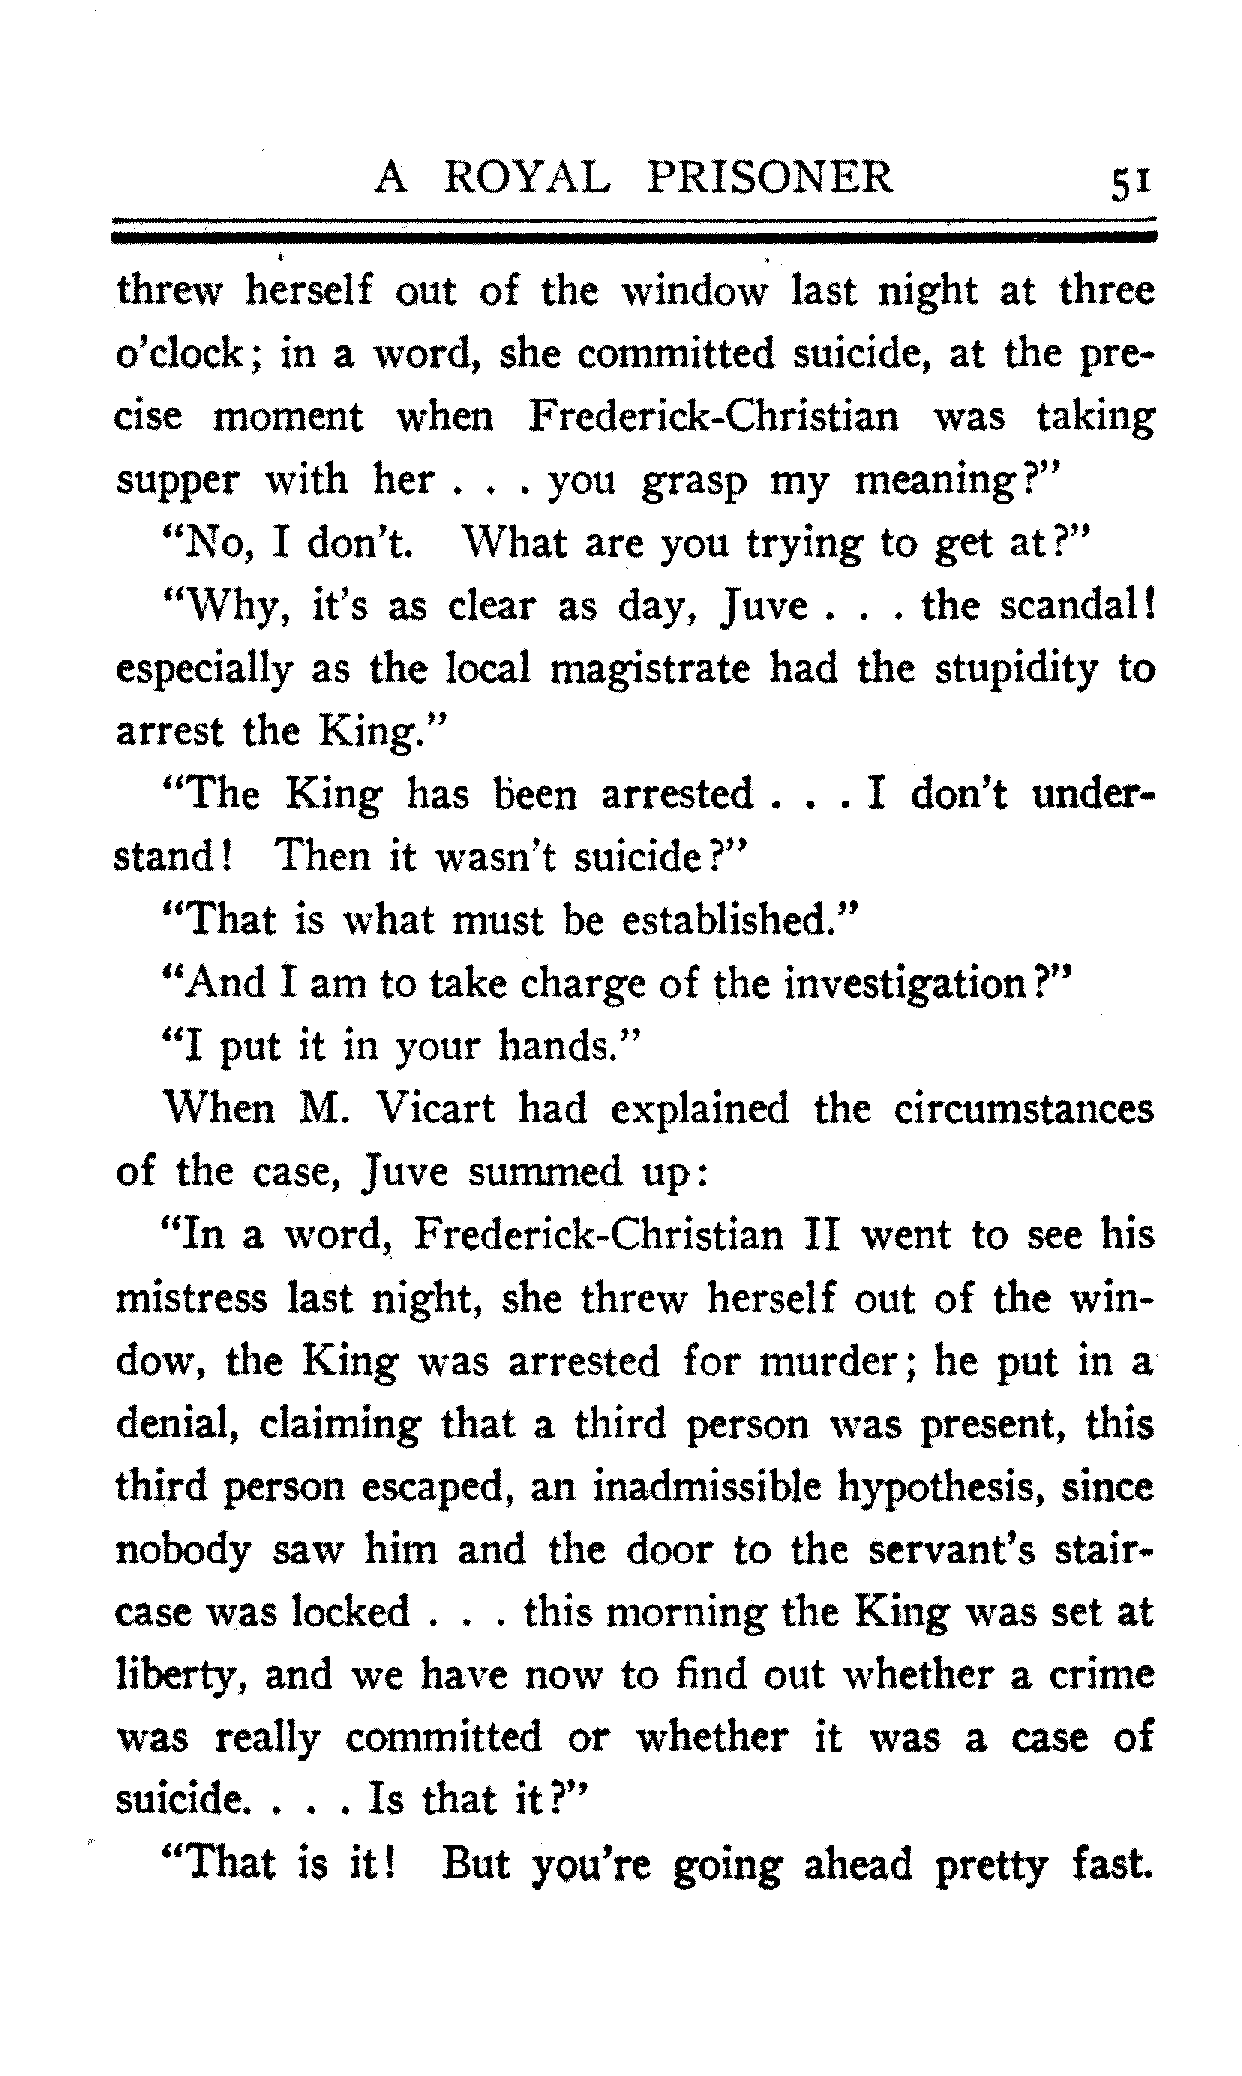 A ROYAL PRISONER 51
threw herself out of the window last night at three
o'clock; in a word, she committed suicide, at the pre-
cise moment when Frederick-Christian was taking
supper with her . . . you grasp my meaning?"
"No, I don't. What are you trying to get at?"
"Why, it's as clear as day, Juve . . . the scandal!
especially as the local magistrate had the stupidity to
arrest the King."
"The King has been arrested . . . I don't under-
stand! Then it wasn't suicide?"
"That is what must be established."
"And I am to take charge of the investigation?"
"I put it in your hands."
When M. Vicart had explained the circumstances
of the case, Juve summed up:
"In a word, Frederick-Christian II went to see his
mistress last night, she threw herself out of the win-
dow, the King was arrested for murder; he put in a
denial, claiming that a third person was present, this
third person escaped, an inadmissible hypothesis, since
nobody saw him and the door to the servant's stair-
case was locked . . . this morning the King was set at
liberty, and we have now to find out whether a crime
was really committed or whether it was a case of
suicide. . . . Is that it?"
"That is it! But you're going ahead pretty fast.